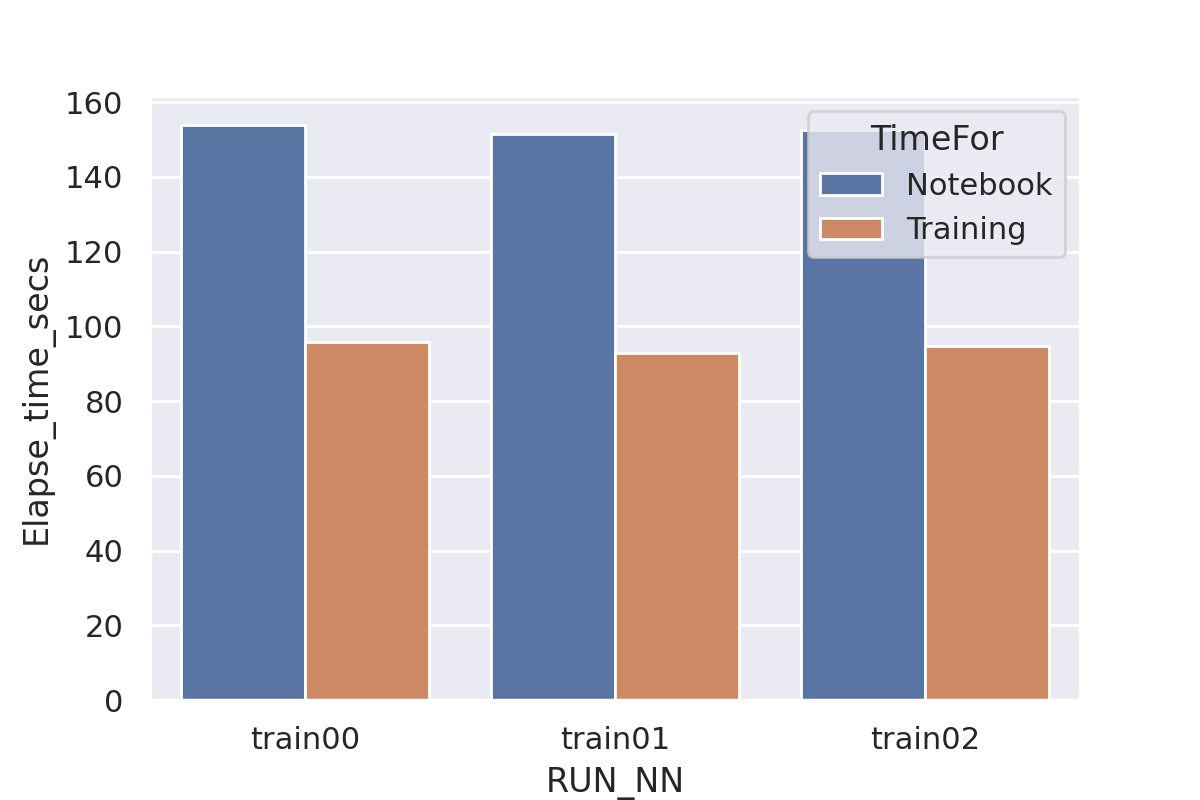 160
140
120
100
80
60
40
20
0
Elapse_time_secs
TimeFor
Notebook
Training
train00
train01
train02
RUN_NN